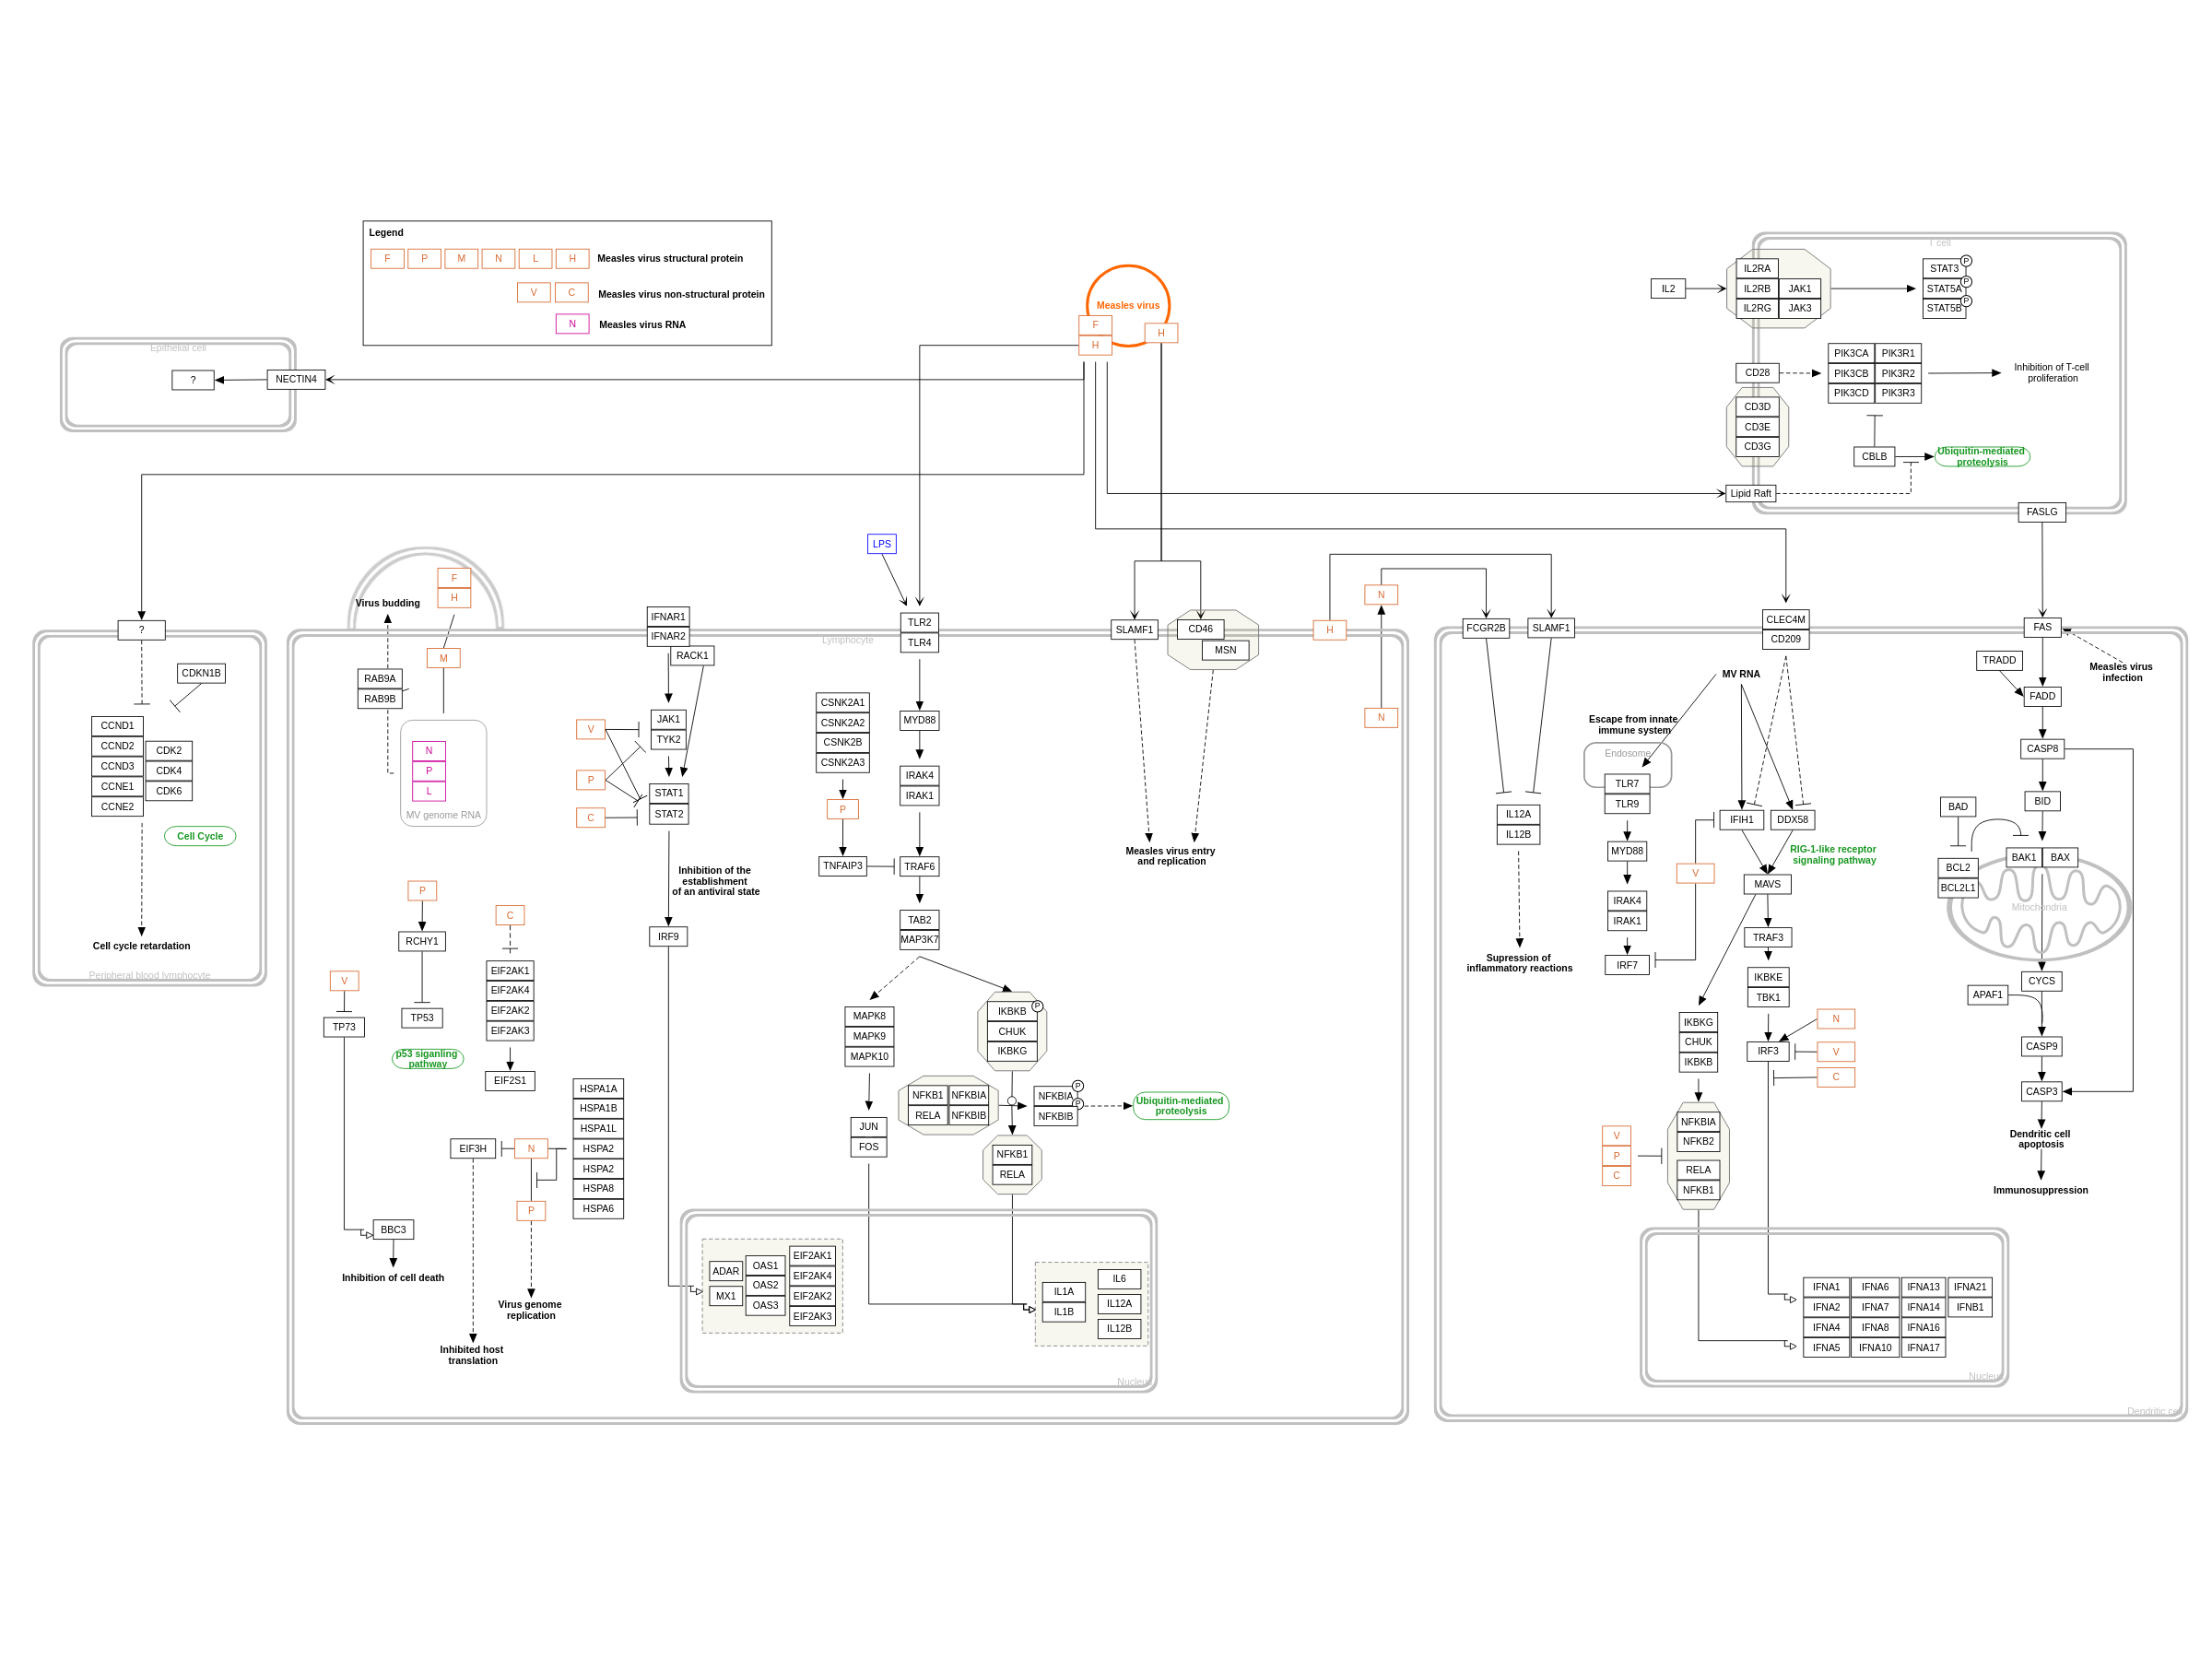 Legend
F P M N L H Measles virus structural protein
V C Measles virus non-structural protein
N Measles virus RNA
Measles virus
F
H
H
Epithelial cell
?
NECTIN4
T cell
IL2
IL2RA
IL2RB
IL2RG
JAK1
JAK3
STAT3
P
STAT5A
P
STAT5B
P
CD28
PIK3CA
PIK3CB
PIK3CD
PIK3R1
PIK3R2
PIK3R3
Inhibition of T-cell
proliferation
CD3D
CD3E
CD3G
CBLB
Ubiquitin-mediated
proteolysis
Lipid Raft
FASLG
?
CDKN1B
CCND1
CCND2
CCND3
CCNE1
CCNE2
CDK2
CDK4
CDK6
Cell Cycle
Cell cycle retardation
Peripheral blood lymphocyte
Virus budding
F
H
M
RAB9A
RAB9B
N
P
L
MV genome RNA
IFNAR1
IFNAR2
RACK1
JAK1
TYK2
V
P
C
STAT1
STAT2
Inhibition of the
establishment
of an antiviral state
IRF9
P
RCHY1
TP53
p53 siganling
pathway
V
TP73
C
EIF2AK1
EIF2AK4
EIF2AK2
EIF2AK3
EIF2S1
HSPA1A
HSPA1B
HSPA1L
HSPA2
HSPA2
HSPA8
HSPA6
EIF3H
N
P
BBC3
Inhibition of cell death
Virus genome
replication
Inhibited host
translation
LPS
TLR2
TLR4
Lymphocyte
CSNK2A1
CSNK2A2
CSNK2B
CSNK2A3
P
TNFAIP3
MYD88
IRAK4
IRAK1
TRAF6
TAB2
MAP3K7
MAPK8
MAPK9
MAPK10
IKBKB
P
CHUK
IKBKG
NFKB1
NFKBIA
RELA
NFKBIB
NFKBIA
P
P
NFKBIB
Ubiquitin-mediated
proteolysis
JUN
FOS
NFKB1
RELA
ADAR
MX1
OAS1
OAS2
OAS3
EIF2AK1
EIF2AK4
EIF2AK2
EIF2AK3
IL1A
IL1B
IL6
IL12A
IL12B
Nucleus
SLAMF1
CD46
MSN
Measles virus entry
and replication
H
N
N
FCGR2B
SLAMF1
IL12A
IL12B
Supression of
inflammatory reactions
CLEC4M
CD209
MV RNA
Escape from innate
immune system
Endosome
TLR7
TLR9
MYD88
IRAK4
IRAK1
IRF7
V
IFIH1
DDX58
RIG-1-like receptor
signaling pathway
MAVS
TRAF3
IKBKE
TBK1
IRF3
N
V
C
IKBKG
CHUK
IKBKB
V
P
C
NFKBIA
NFKB2
RELA
NFKB1
IFNA1
IFNA2
IFNA4
IFNA5
IFNA6
IFNA7
IFNA8
IFNA10
IFNA13
IFNA14
IFNA16
IFNA17
IFNA21
IFNB1
Nucleus
FAS
Measles virus
infection
TRADD
FADD
CASP8
BID
BAD
BCL2
BCL2L1
BAK1
BAX
Mitochondria
CYCS
APAF1
CASP9
CASP3
Dendritic cell
apoptosis
Immunosuppression
Dendritic cell